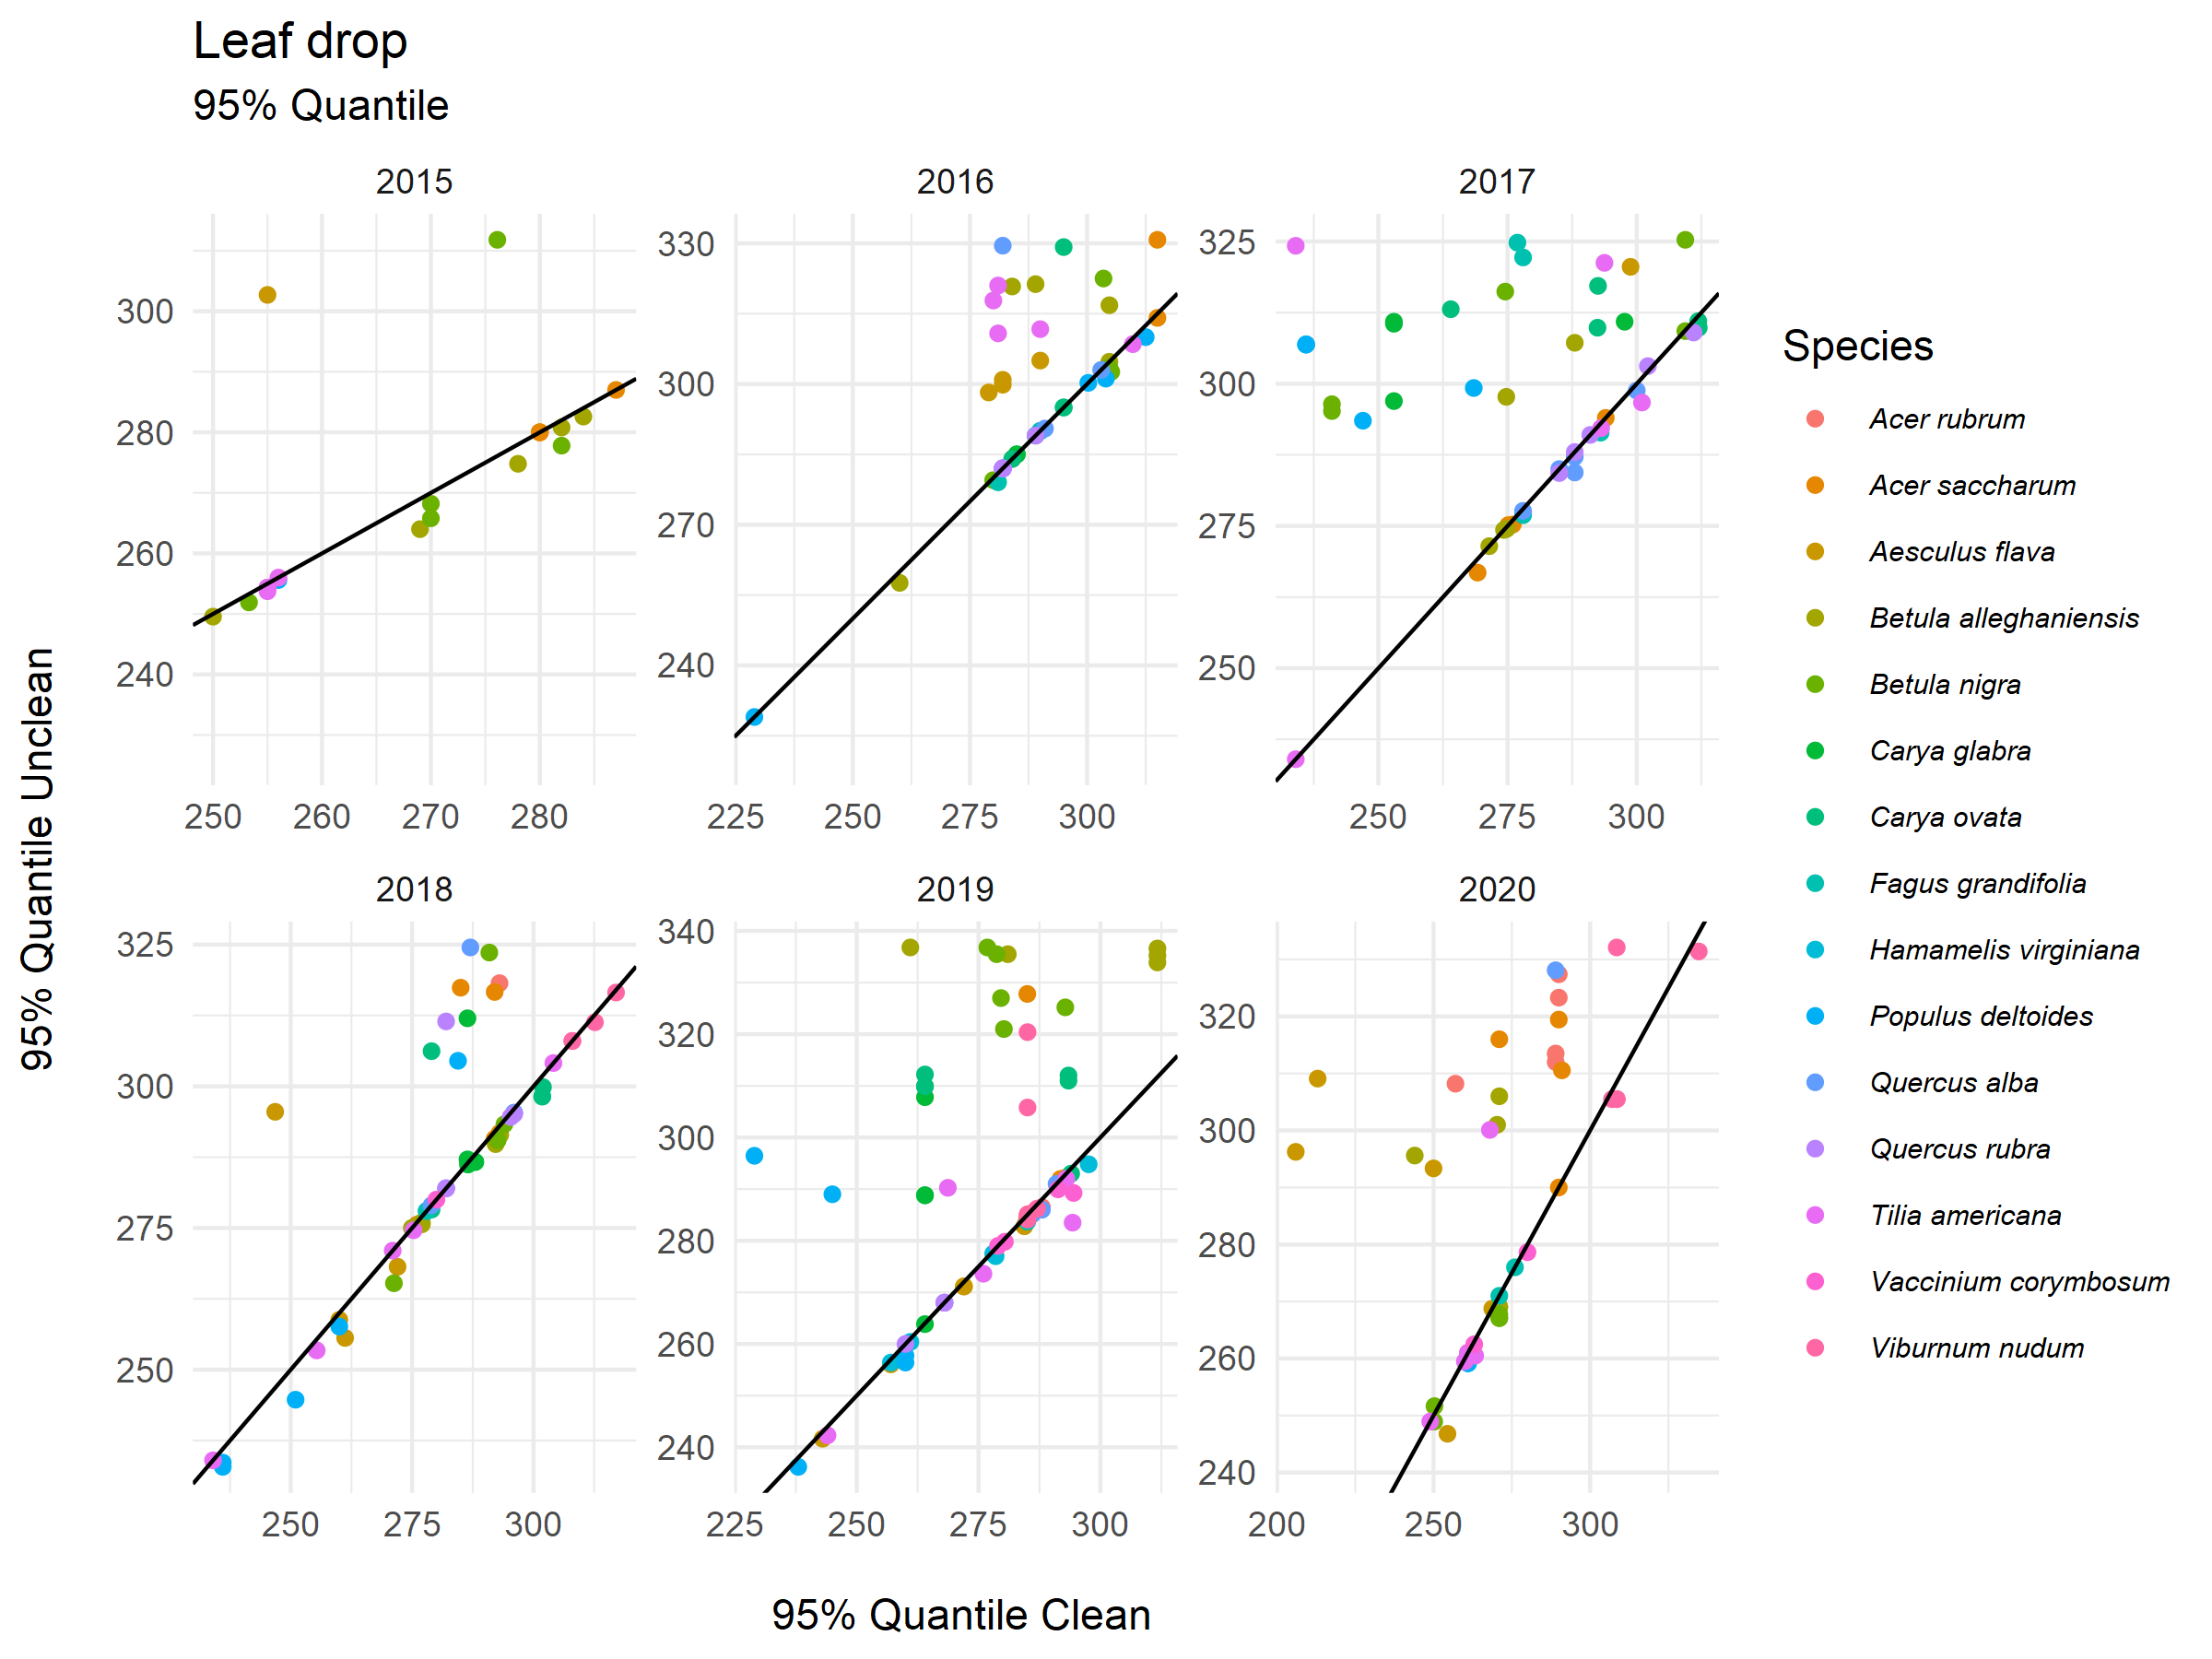 Leaf drop
95% Quantile
2015
2016
2017
300
280
260
240
250 260 270 280
330
300
270
240
225 250 275 300
325
300
275
250
250 275 300
2018
2019
2020
325
300
275
250
250 275 300
340
320
300
280
260
240
225 250 275 300
320
300
280
260
240
200 250 300
95% Quantile Unclean
95% Quantile Clean
Species
Acer rubrum
Acer saccharum
Aesculus flava
Betula alleghaniensis
Betula nigra
Carya glabra
Carya ovata
Fagus grandifolia
Hamamelis virginiana
Populus deltoides
Quercus alba
Quercus rubra
Tilia americana
Vaccinium corymbosum
Viburnum nudum